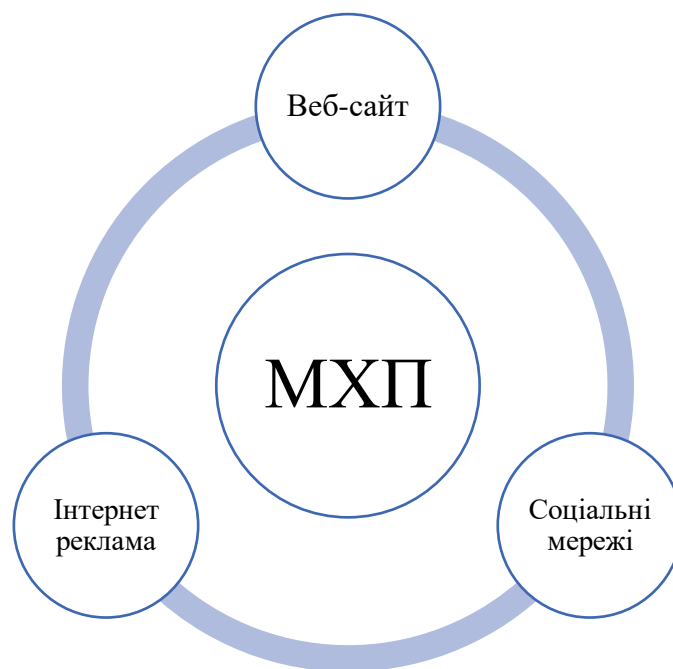 Веб-сайт
МХП
Інтернет
реклама
Соціальні
мережі